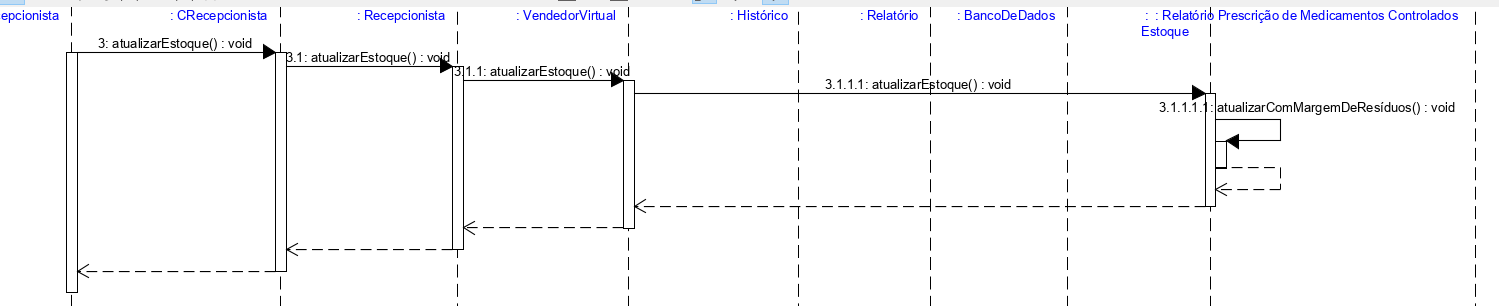 epcionista
: CRecepcionista
: Recepcionista
: VendedorVirtual
: Histórico
: Relatório
: BancoDeDados
: Estoque
: Relatório Prescrição de Medicamentos Controlados
3: atualizarEstoque() : void
3.1: atualizarEstoque() : void
3.1.1: atualizarEstoque() : void
3.1.1.1: atualizarEstoque() : void
3.1.1.1.1: atualizarComMargemDeResíduos() : void